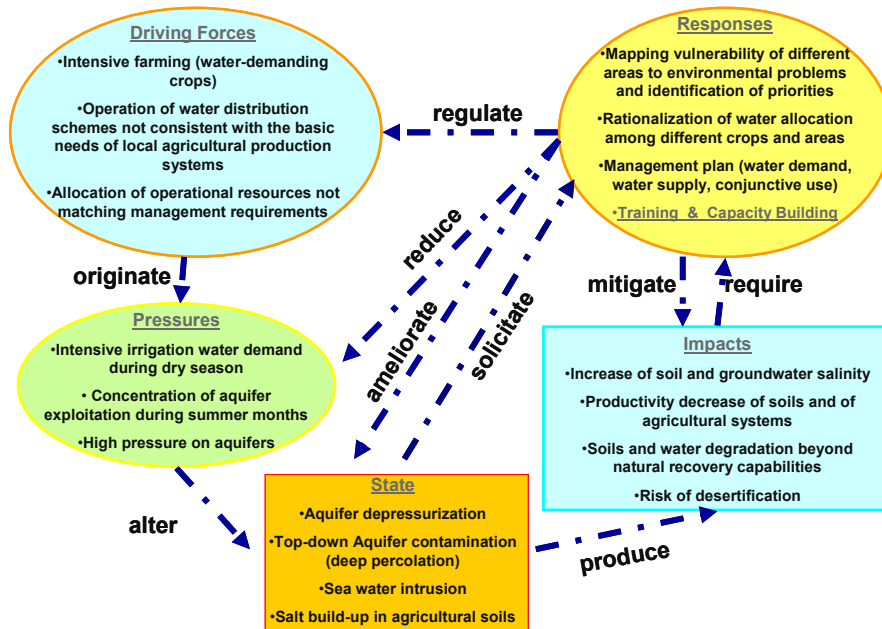 Driving Forces
•Intensive farming (water-demanding
crops)
•Operation of water distribution
schemes not consistent with the basic
needs of local agricultural production
systems
•Allocation of operational resources not
matching management requirements
regulate
Responses
•Mapping vulnerability of different
areas to environmental problems
and identification of priorities
•Rationalization of water allocation
among different crops and areas
•Management plan (water demand,
water supply, conjunctive use)
•Training & Capacity Building
originate
reduce
ameliorate
solicitate
mitigate
require
Pressures
•Intensive irrigation water demand
during dry season
• Concentration of aquifer
exploitation during summer months
•High pressure on aquifers
Impacts
•Increase of soil and groundwater salinity
•Productivity decrease of soils and of
agricultural systems
•Soils and water degradation beyond
natural recovery capabilities
•Risk of desertification
alter
State
•Aquifer depressurization
•Top-down Aquifer contamination
(deep percolation)
•Sea water intrusion
•Salt build-up in agricultural soils
produce